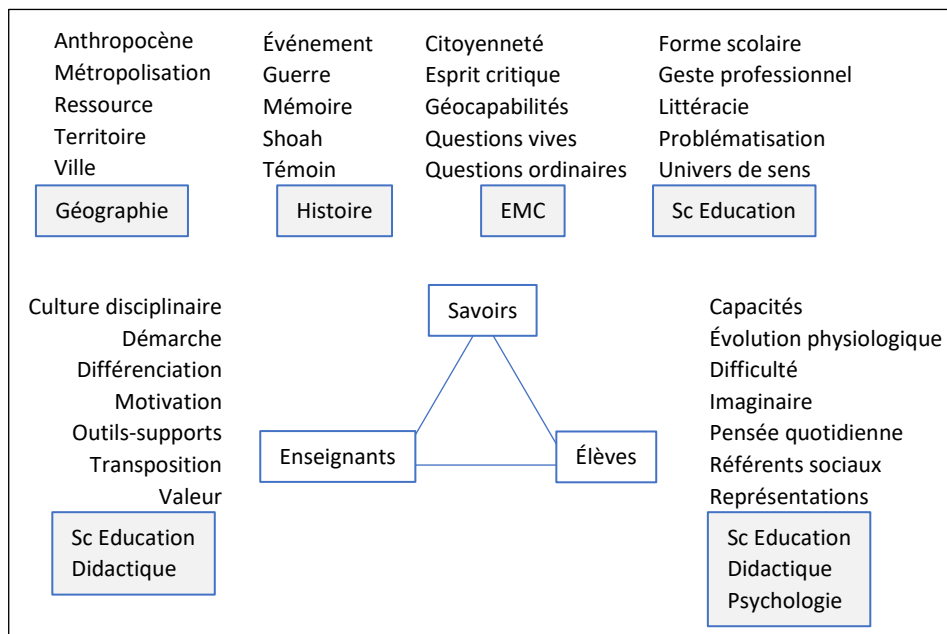 Anthropocène
Métropolisation
Ressource
Territoire
Ville
Géographie
Événement
Guerre
Mémoire
Shoah
Témoin
Histoire
Citoyenneté
Esprit critique
Géocapabilités
Questions vives
Questions ordinaires
EMC
Forme scolaire
Geste professionnel
Littéracie
Problématisation
Univers de sens
Sc Education
Culture disciplinaire
Démarche
Différenciation
Motivation
Outils-supports
Transposition
Valeur
Sc Education
Didactique
Savoirs
Enseignants
Élèves
Capacités
Évolution physiologique
Difficulté
Imaginaire
Pensée quotidienne
Référents sociaux
Représentations
Sc Education
Didactique
Psychologie